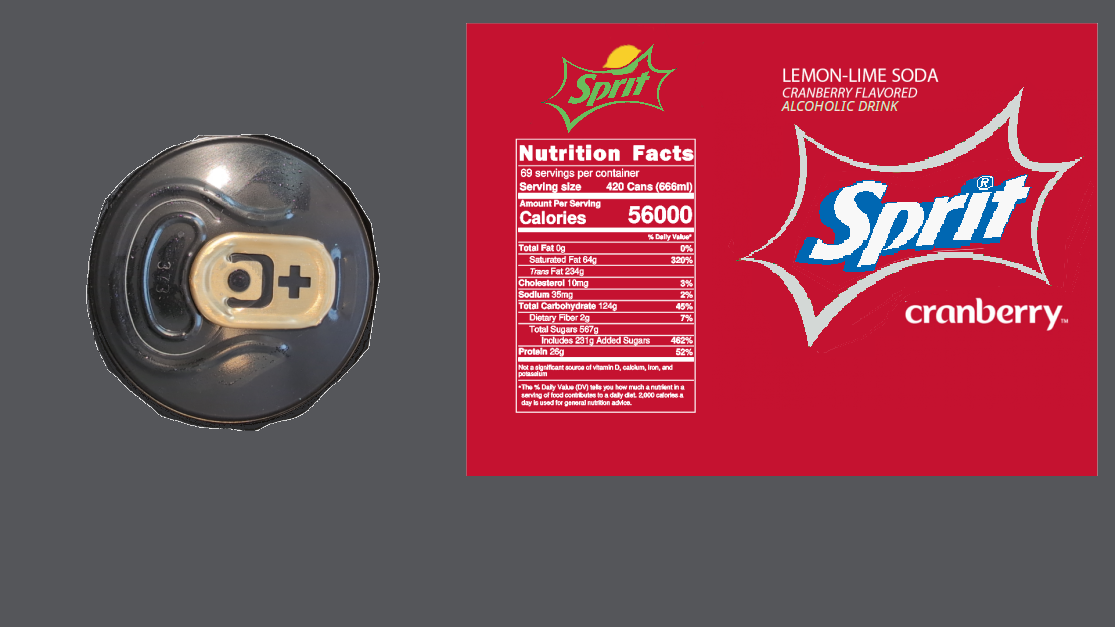 373
Sprit
LEMON-LIME SODA
CRANBERRY FLAVORED
ALCOHOLIC DRINK
Sprit®
cranberry™
Nutrition Facts
69 servings per container
Serving size 420 Cans (666ml)
Amount Per Serving
Calories 56000
% Daily Value*
Total Fat 0g 0%
Saturated Fat 64g 320%
Trans Fat 234g
Cholesterol 10mg 3%
Sodium 35mg 2%
Total Carbohydrate 124g 45%
Dietary Fiber 2g 7%
Total Sugars 567g
Includes 231g Added Sugars 462%
Protein 26g 52%
Not a significant source of vitamin D, calcium, iron, and
potassium
*The % Daily Value (DV) tells you how much a nutrient in a
serving of food contributes to a daily diet. 2,000 calories a
day is used for general nutrition advice.